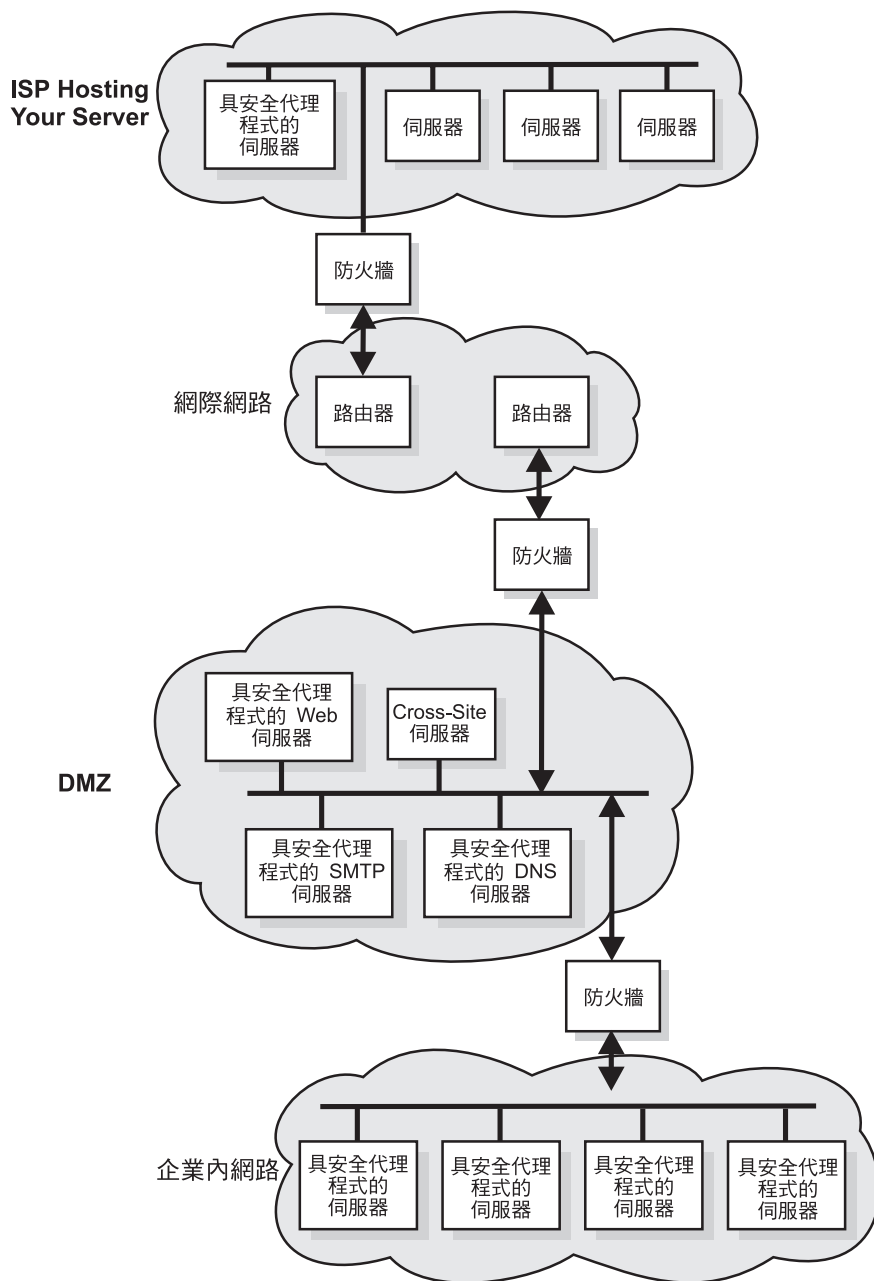 ISP Hosting
Your Server
具安全代理
程式的
伺服器
伺服器
伺服器
伺服器
防火牆
網際網路
路由器
路由器
防火牆
DMZ
具安全代理
程式的 Web
伺服器
Cross-Site
伺服器
具安全代理
程式的 SMTP
伺服器
具安全代理
程式的 DNS
伺服器
防火牆
企業內網路
具安全代理
程式的
伺服器
具安全代理
程式的
伺服器
具安全代理
程式的
伺服器
具安全代理
程式的
伺服器